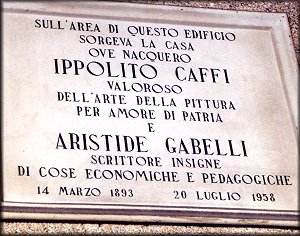 SULL'AREA DI QUESTO EDIFICIO
SORGEVA LA CASA
OVE NACQUERO
IPPOLITO CAFFI
VALOROSO
DELL'ARTE DELLA PITTURA
PER AMORE DI PATRIA
E
ARISTIDE GABELLI
SCRITTORE INSIGNE
DI COSE ECONOMICHE E PEDAGOGICHE
14 MARZO 1893 20 LUGLIO 1958